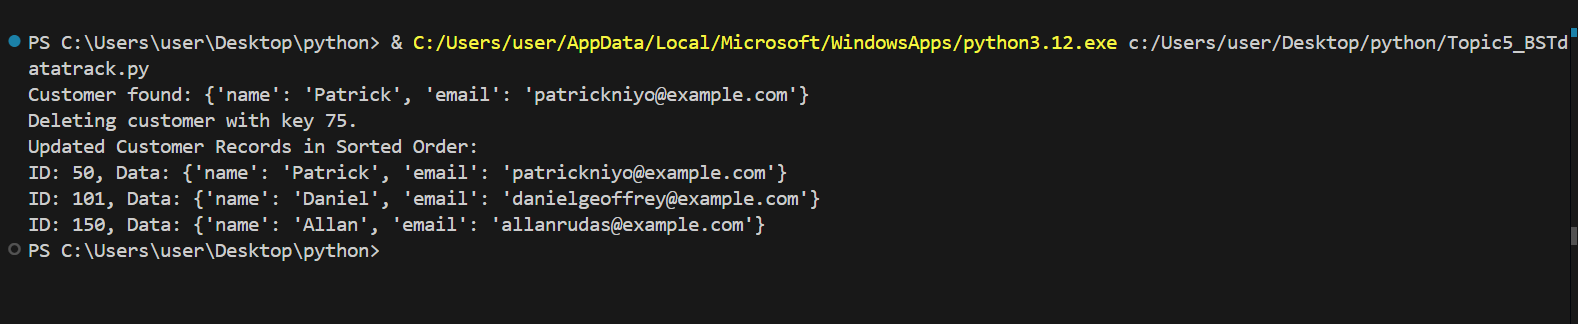 PS C:\Users\user\Desktop\python> & C:/Users/user/AppData/Local/Microsoft/WindowsApps/python3.12.exe c:/Users/user/Desktop/python/Topic5_BSTd
atatrack.py
Customer found: {'name': 'Patrick', 'email': 'patrickniyo@example.com'}
Deleting customer with key 75.
Updated Customer Records in Sorted Order:
ID: 50, Data: {'name': 'Patrick', 'email': 'patrickniyo@example.com'}
ID: 101, Data: {'name': 'Daniel', 'email': 'danielgeoffrey@example.com'}
ID: 150, Data: {'name': 'Allan', 'email': 'allanrudas@example.com'}
PS C:\Users\user\Desktop\python>